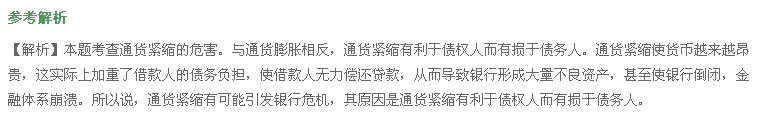 参考解析
【解析】本题考查通货紧缩的危害。与通货膨胀相反，通货紧缩有利于债权人而有损于债务人。通货紧缩使货币越来越昂
贵，这实际上加重了借款人的债务负担，使借款人无力偿还贷款，从而导致银行形成大量不良资产，甚至使银行倒闭，金
融体系崩溃。所以说，通货紧缩有可能引发银行危机，其原因是通货紧缩有利于债权人而有损于债务人。